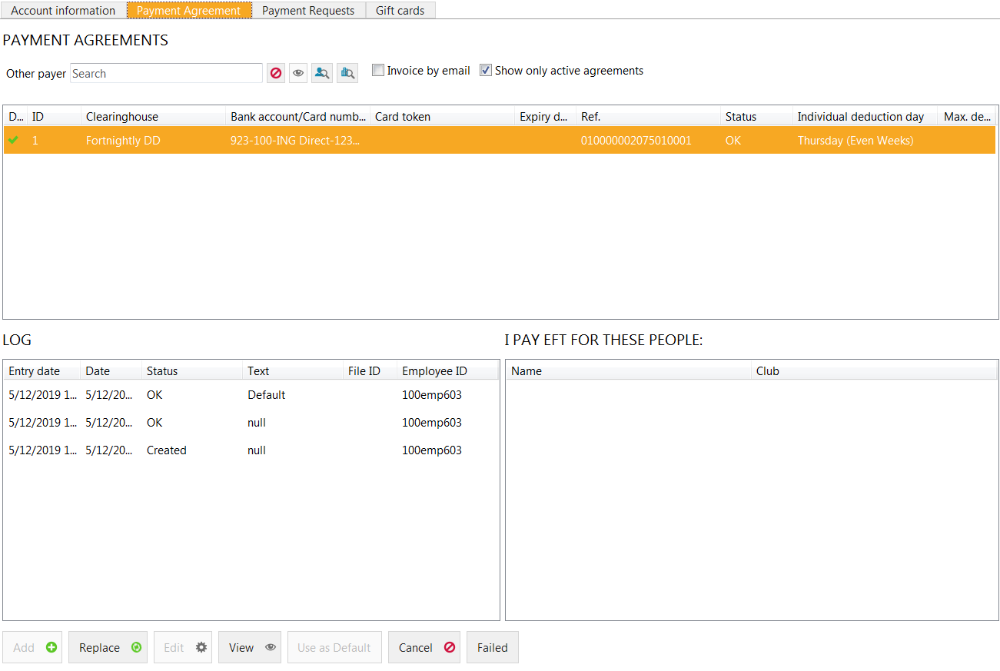 Account information Payment Agreement Payment Requests Gift cards
PAYMENT AGREEMENTS
Other payer Search Invoice by email Show only active agreements
D... ID Clearinghouse Bank account/Card numb... Card token Expiry d... Ref. Status Individual deduction day Max. de...
1 Fortnightly DD 923-100-ING Direct-123... 010000002075010001 OK Thursday (Even Weeks)
LOG I PAY EFT FOR THESE PEOPLE:
Entry date Date Status Text File ID Employee ID Name Club
5/12/2019 1... 5/12/20... OK Default 100emp603
5/12/2019 1... 5/12/20... OK null 100emp603
5/12/2019 1... 5/12/20... Created null 100emp603
Add Replace Edit View Use as Default Cancel Failed